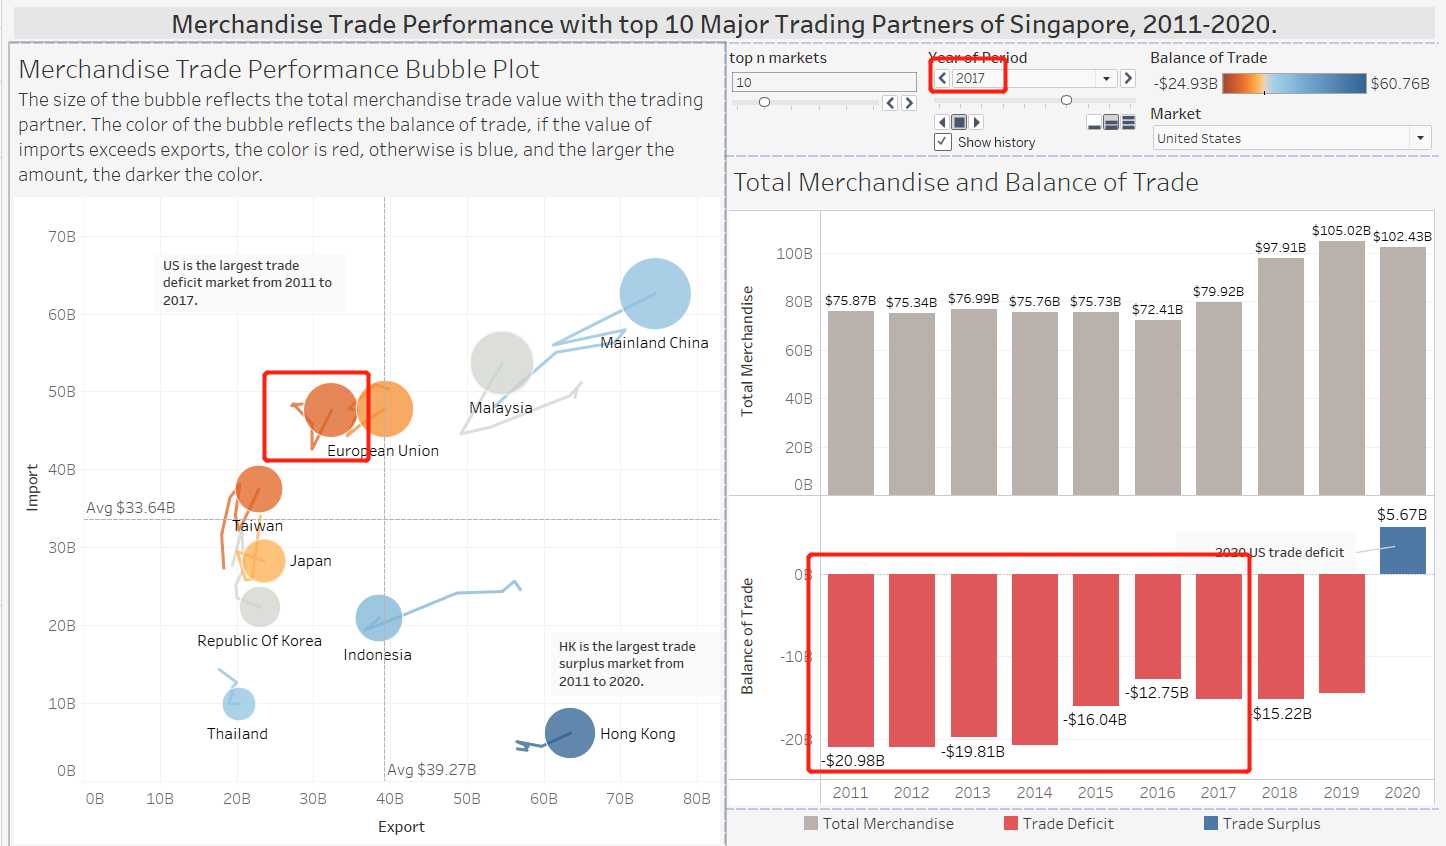 Merchandise Trade Performance with top 10 Major Trading Partners of Singapore, 2011-2020.
Merchandise Trade Performance Bubble Plot
The size of the bubble reflects the total merchandise trade value with the trading
partner. The color of the bubble reflects the balance of trade, if the value of
imports exceeds exports, the color is red, otherwise is blue, and the larger the
amount, the darker the color.
70B
60B
50B
40B
30B
20B
10B
0B
Import
US is the largest trade
deficit market from 2011 to
2017.
Mainland China
Malaysia
European Union
Avg $33.64B
Taiwan
Japan
Republic Of Korea
Indonesia
HK is the largest trade
surplus market from
2011 to 2020.
Thailand
Hong Kong
Avg $39.27B
0B 10B 20B 30B 40B 50B 60B 70B 80B
Export
top n markets
10
Year of Period
2017
Show history
Balance of Trade
-$24.93B $60.76B
Market
United States
Total Merchandise and Balance of Trade
Total Merchandise
100B
80B
60B
40B
20B
0B
$75.87B $75.34B $76.99B $75.76B $75.73B $72.41B $79.92B $97.91B $105.02B $102.43B
Balance of Trade
0B
-10B
-20B
$5.67B
2020 US trade deficit
-$20.98B -$19.81B -$16.04B -$12.75B -$15.22B
2011 2012 2013 2014 2015 2016 2017 2018 2019 2020
Total Merchandise Trade Deficit Trade Surplus